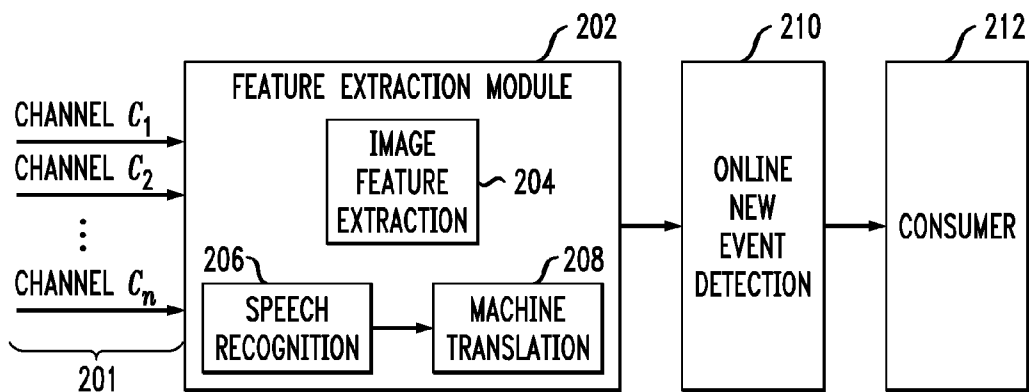 202
210
212
FEATURE EXTRACTION MODULE
CHANNEL C1
CHANNEL C2
CHANNEL Cn
201
IMAGE
FEATURE
EXTRACTION
204
206
SPEECH
RECOGNITION
208
MACHINE
TRANSLATION
ONLINE
NEW
EVENT
DETECTION
CONSUMER